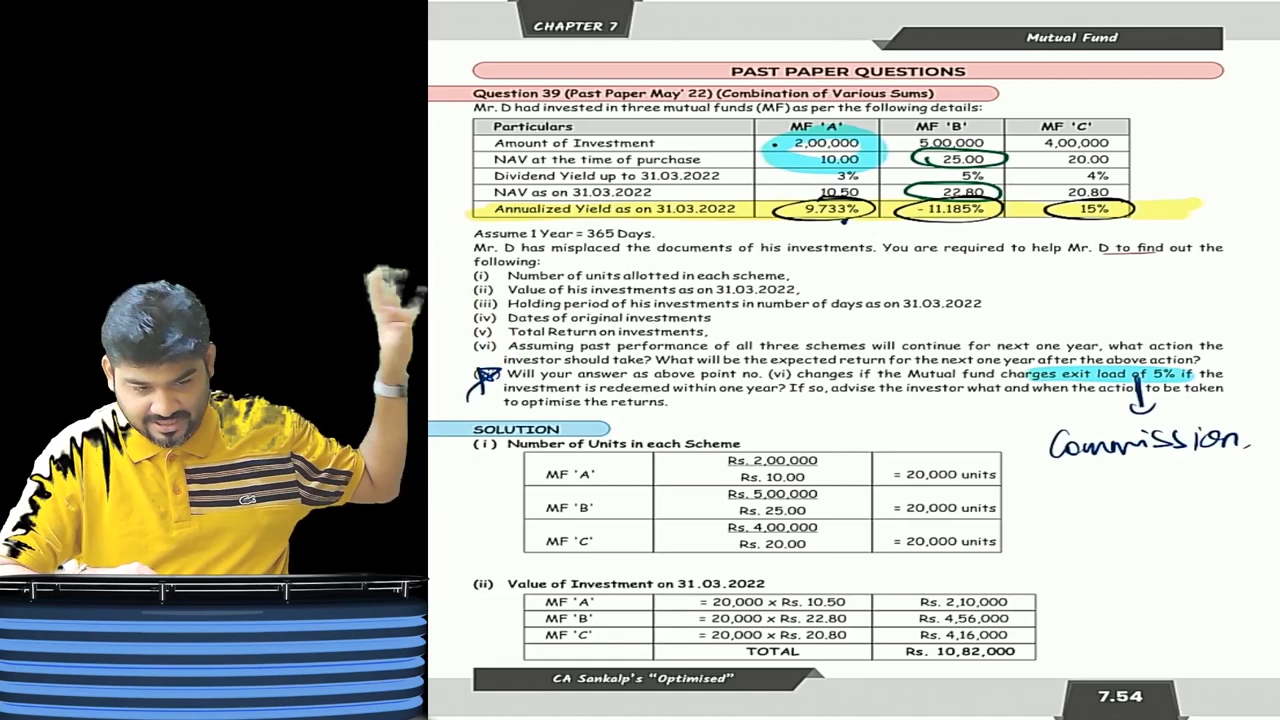 CHAPTER 7
Mutual Fund
PAST PAPER QUESTIONS
Question 39 (Past Paper May' 22) (Combination of Various Sums)
Mr. D had invested in three mutual funds (MF) as per the following details:
Particulars MF 'A' MF 'B' MF 'C'
Amount of Investment 2,00,000 5,00,000 4,00,000
NAV at the time of purchase 10.00 25.00 20.00
Dividend Yield up to 31.03.2022 3% 5% 4%
NAV as on 31.03.2022 10.50 22.80 20.80
Annualized Yield as on 31.03.2022 9.733% - 11.185% 15%
Assume 1 Year = 365 Days.
Mr. D has misplaced the documents of his investments. You are required to help Mr. D to find out the
following:
(i) Number of units allotted in each scheme,
(ii) Value of his investments as on 31.03.2022,
(iii) Holding period of his investments in number of days as on 31.03.2022
(iv) Dates of original investments
(v) Total Return on investments,
(vi) Assuming past performance of all three schemes will continue for next one year, what action the
investor should take? What will be the expected return for the next one year after the above action?
Will your answer as above point no. (vi) changes if the Mutual fund charges exit load of 5% if the
investment is redeemed within one year? If so, advise the investor what and when the action to be taken
to optimise the returns.
Commission.
SOLUTION
(i) Number of Units in each Scheme
MF 'A' Rs. 2,00,000 / Rs. 10.00 = 20,000 units
MF 'B' Rs. 5,00,000 / Rs. 25.00 = 20,000 units
MF 'C' Rs. 4,00,000 / Rs. 20.00 = 20,000 units
(ii) Value of Investment on 31.03.2022
MF 'A' = 20,000 x Rs. 10.50 Rs. 2,10,000
MF 'B' = 20,000 x Rs. 22.80 Rs. 4,56,000
MF 'C' = 20,000 x Rs. 20.80 Rs. 4,16,000
TOTAL Rs. 10,82,000
CA Sankalp's "Optimised"
7.54